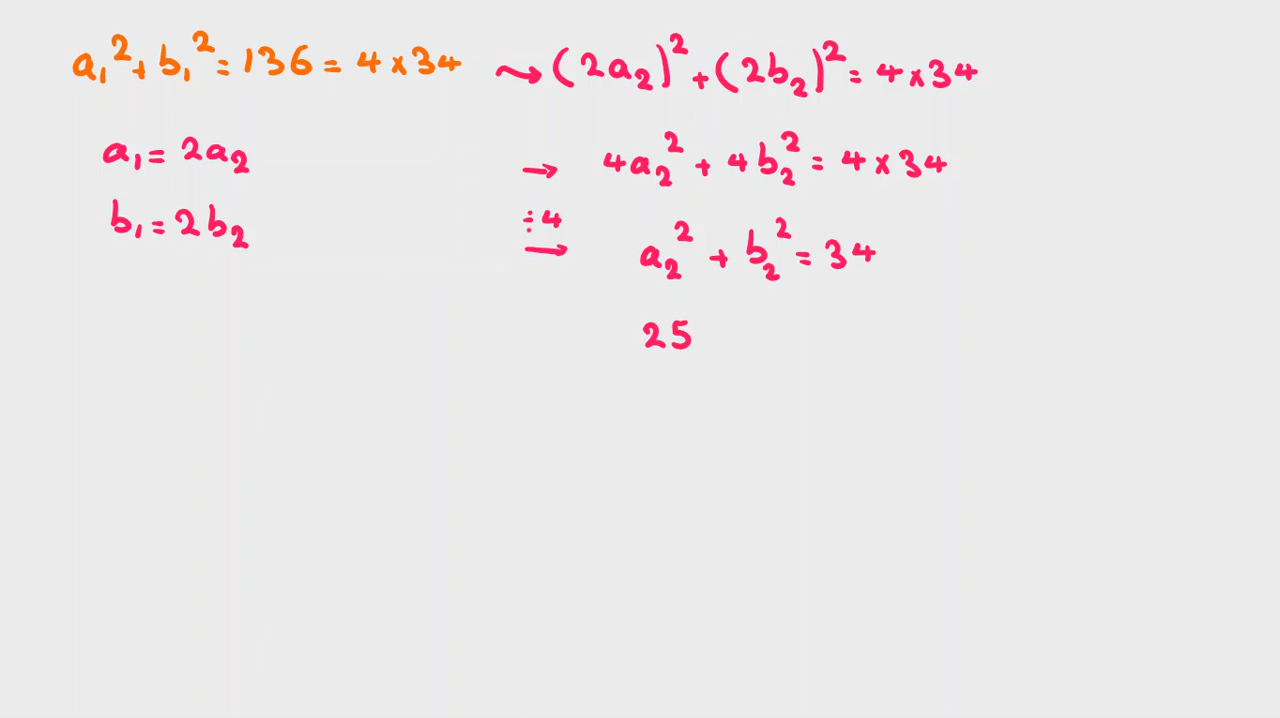 a₁² + b₁² = 136 = 4 × 34 ⇝ (2a₂)² + (2b₂)² = 4 × 34
a₁ = 2a₂ → 4a₂² + 4b₂² = 4 × 34
b₁ = 2b₂ ÷4 → a₂² + b₂² = 34
25